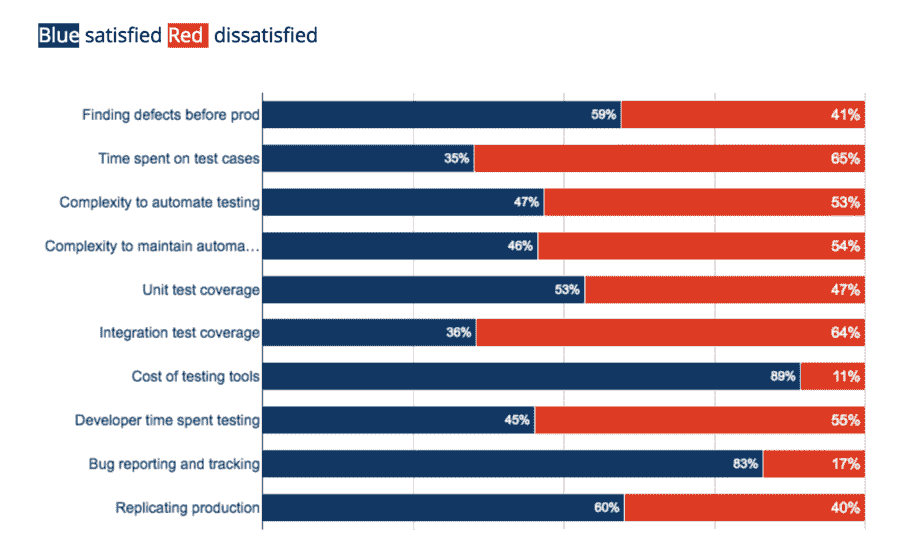 Blue satisfied Red dissatisfied
Finding defects before prod 59% 41%
Time spent on test cases 35% 65%
Complexity to automate testing 47% 53%
Complexity to maintain automa... 46% 54%
Unit test coverage 53% 47%
Integration test coverage 36% 64%
Cost of testing tools 89% 11%
Developer time spent testing 45% 55%
Bug reporting and tracking 83% 17%
Replicating production 60% 40%